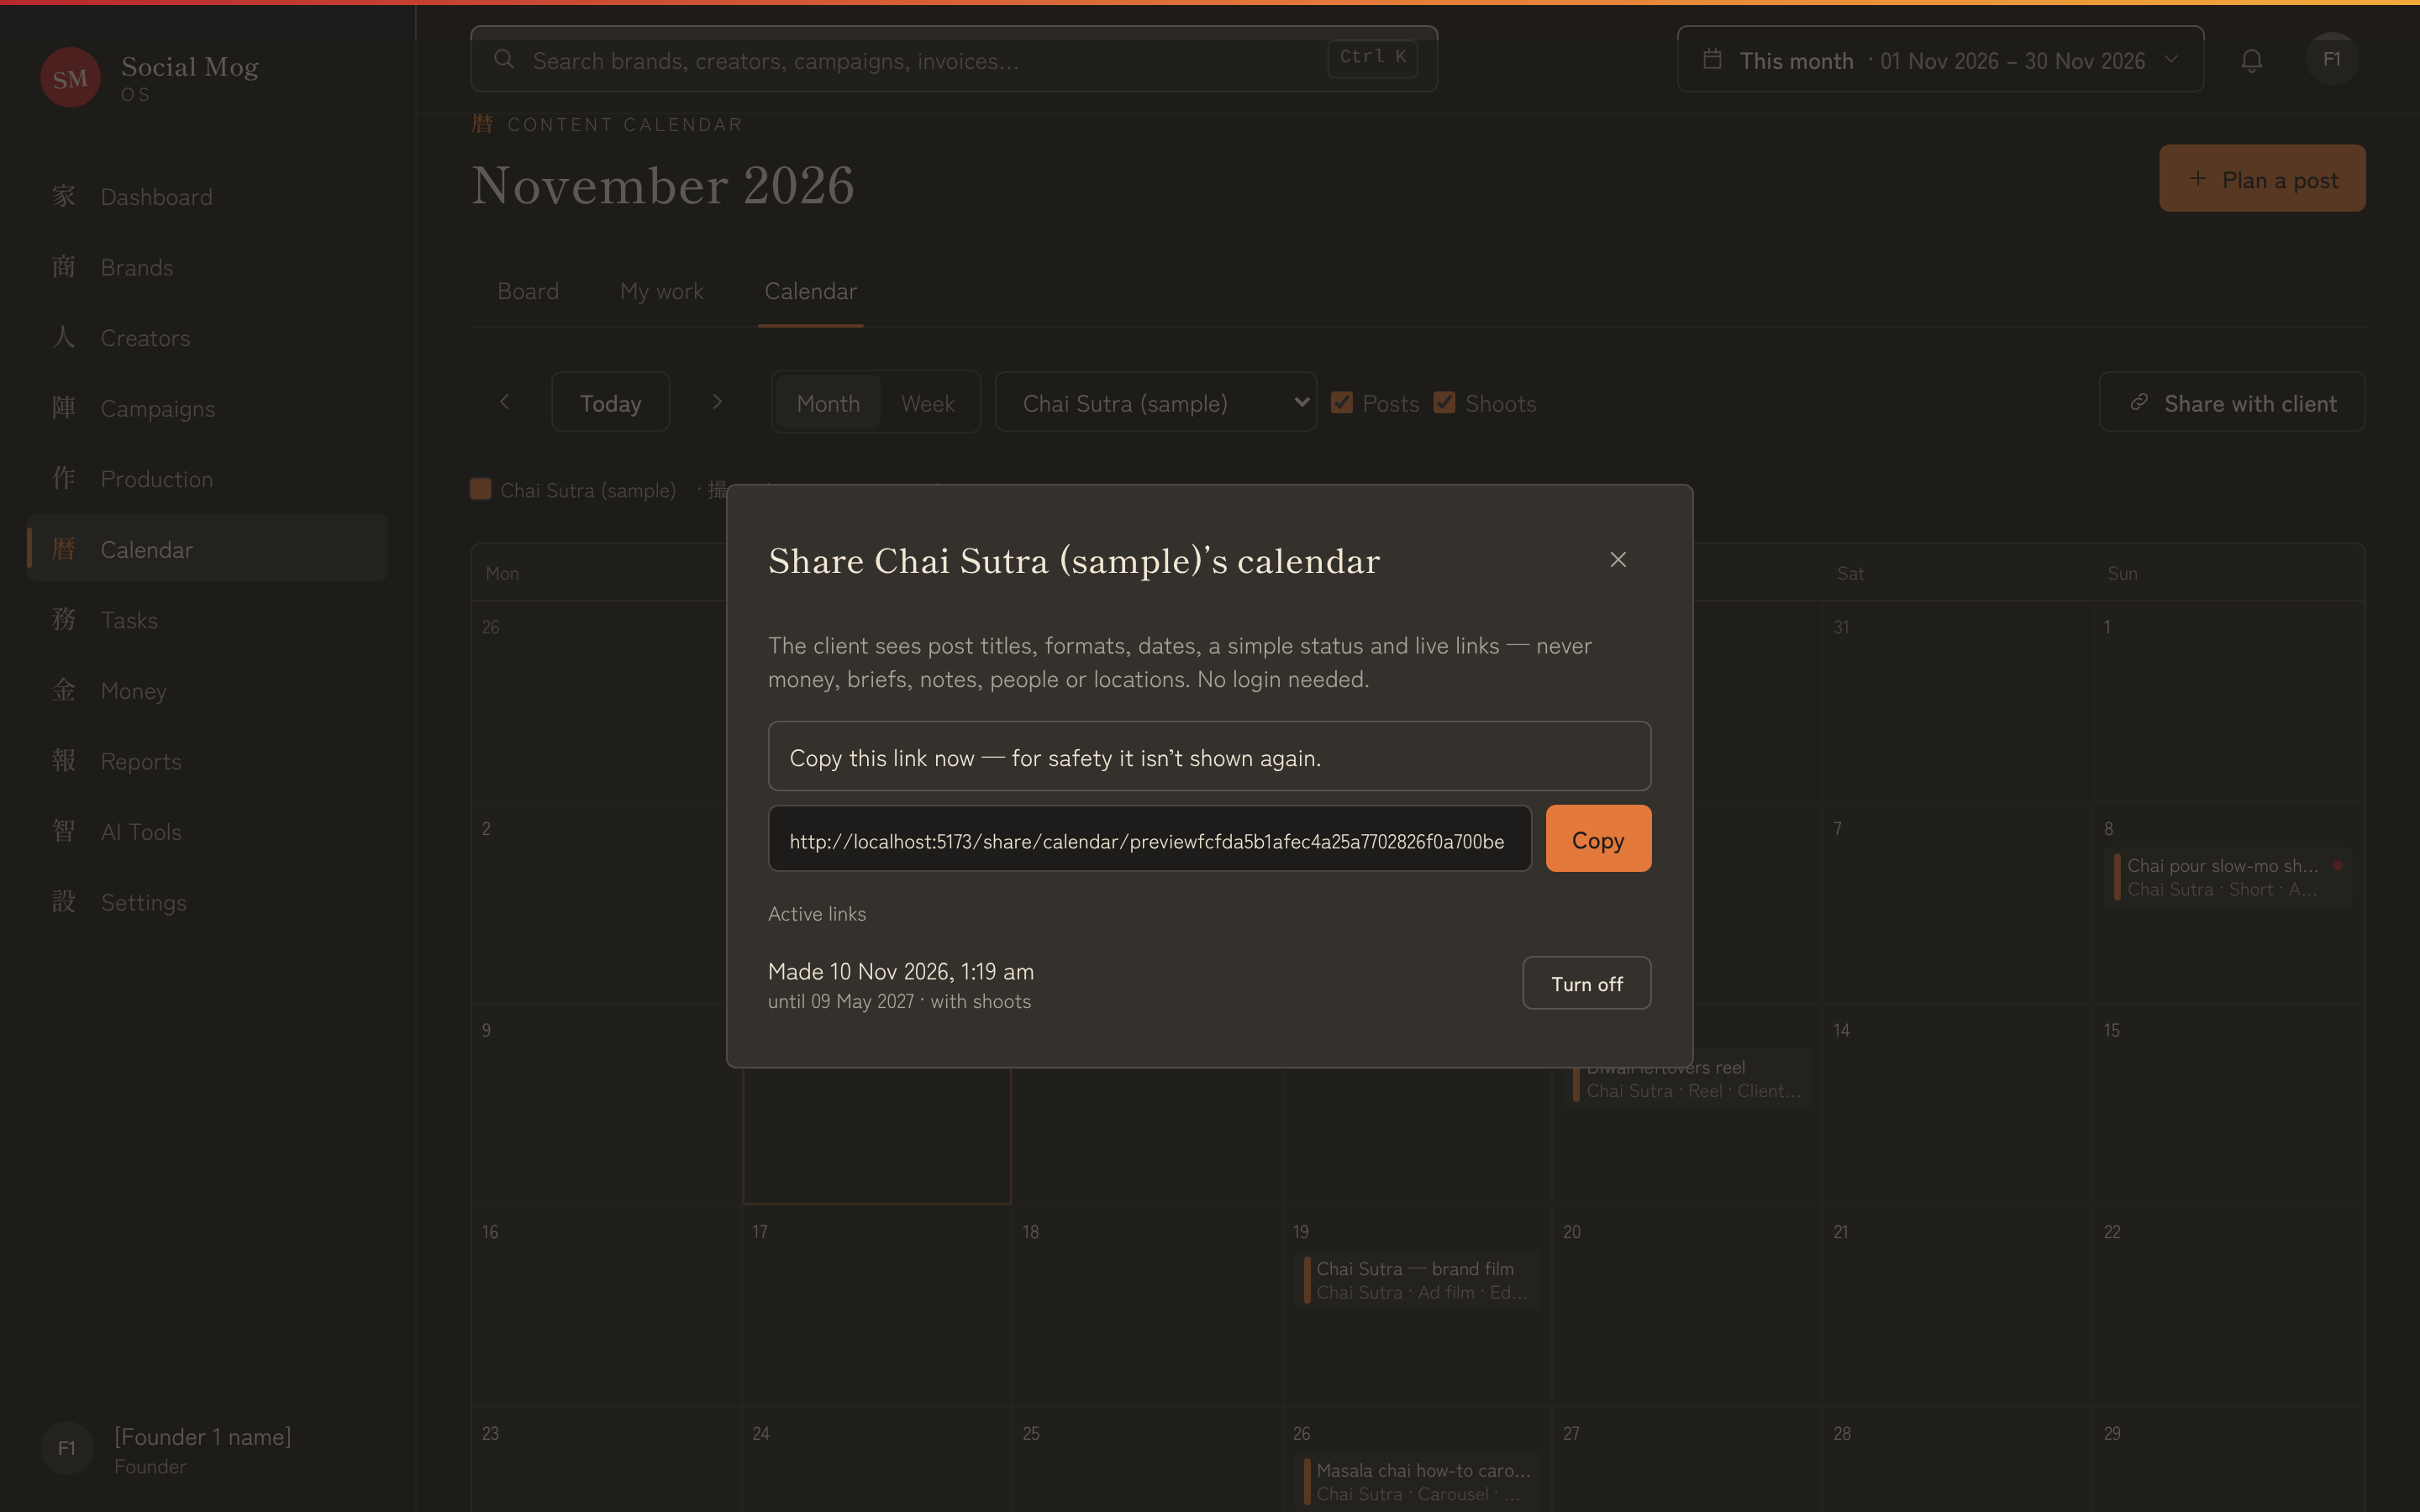 SM
Social Mog
OS
Search brands, creators, campaigns, invoices...
Ctrl K
This month · 01 Nov 2026 – 30 Nov 2026
F1
暦 CONTENT CALENDAR
November 2026
+ Plan a post
家 Dashboard
商 Brands
人 Creators
陣 Campaigns
作 Production
暦 Calendar
務 Tasks
金 Money
報 Reports
智 AI Tools
設 Settings
Board
My work
Calendar
Today
Month
Week
Chai Sutra (sample)
Posts
Shoots
Share with client
Chai Sutra (sample) · 撮
Mon
Sat
Sun
26
31
1
Share Chai Sutra (sample)’s calendar
The client sees post titles, formats, dates, a simple status and live links — never
money, briefs, notes, people or locations. No login needed.
Copy this link now — for safety it isn’t shown again.
http://localhost:5173/share/calendar/previewfcfda5b1afec4a25a7702826f0a700be
Copy
Active links
Made 10 Nov 2026, 1:19 am
until 09 May 2027 · with shoots
Turn off
2
7
8
Chai pour slow-mo sh...
Chai Sutra · Short · A...
9
14
15
Diwali leftovers reel
Chai Sutra · Reel · Client...
16
17
18
19
20
21
22
Chai Sutra — brand film
Chai Sutra · Ad film · Ed...
23
24
25
26
27
28
29
Masala chai how-to caro...
Chai Sutra · Carousel · ...
F1
[Founder 1 name]
Founder